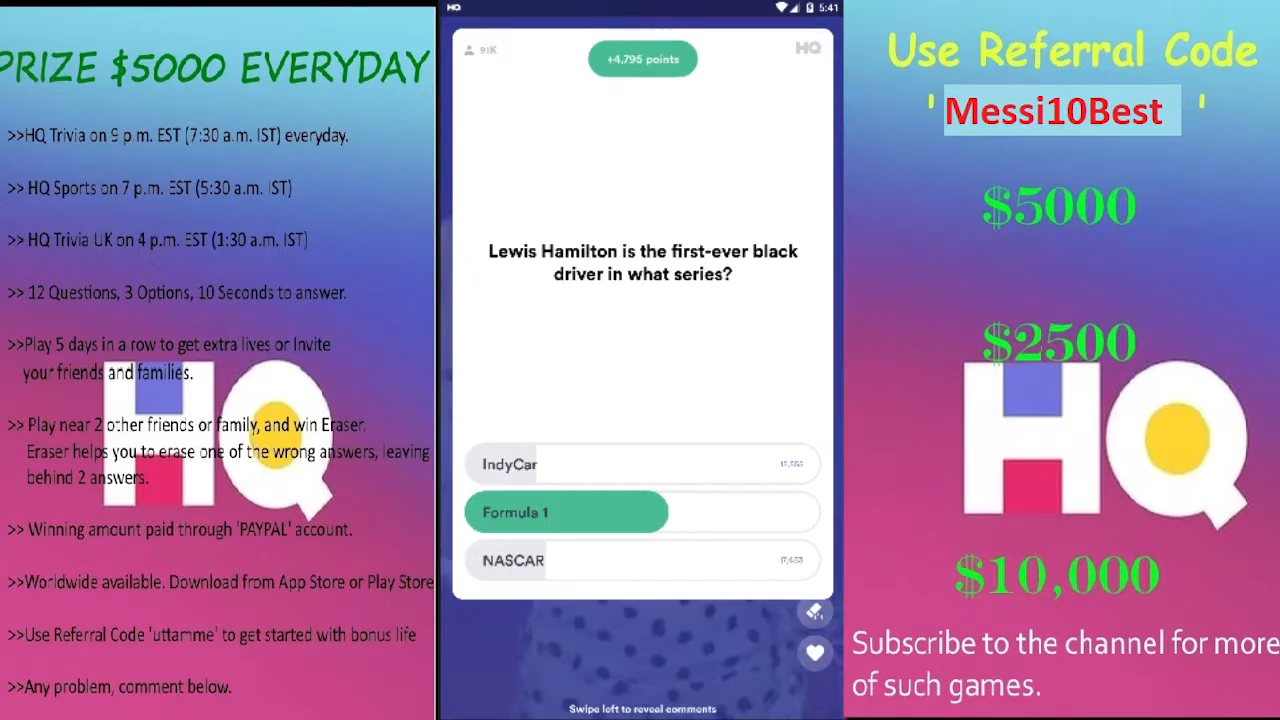 PRIZE $5000 EVERYDAY
>>HQ Trivia on 9 p.m. EST (7:30 a.m. IST) everyday.
>> HQ Sports on 7 p.m. EST (5:30 a.m. IST)
>> HQ Trivia UK on 4 p.m. EST (1:30 a.m. IST)
>> 12 Questions, 3 Options, 10 Seconds to answer.
>>Play 5 days in a row to get extra lives or Invite
your friends and families.
>> Play near 2 other friends or family, and win Eraser.
Eraser helps you to erase one of the wrong answers, leaving
behind 2 answers.
>> Winning amount paid through 'PAYPAL' account.
>>Worldwide available. Download from App Store or Play Store
>>Use Referral Code 'uttamme' to get started with bonus life
>>Any problem, comment below.
HQ
HQ
5:41
91K
+4,795 points
HQ
Lewis Hamilton is the first-ever black
driver in what series?
IndyCar
Formula 1
NASCAR
Swipe left to reveal comments
Use Referral Code
' Messi10Best '
$5000
$2500
HQ
$10,000
Subscribe to the channel for more
of such games.